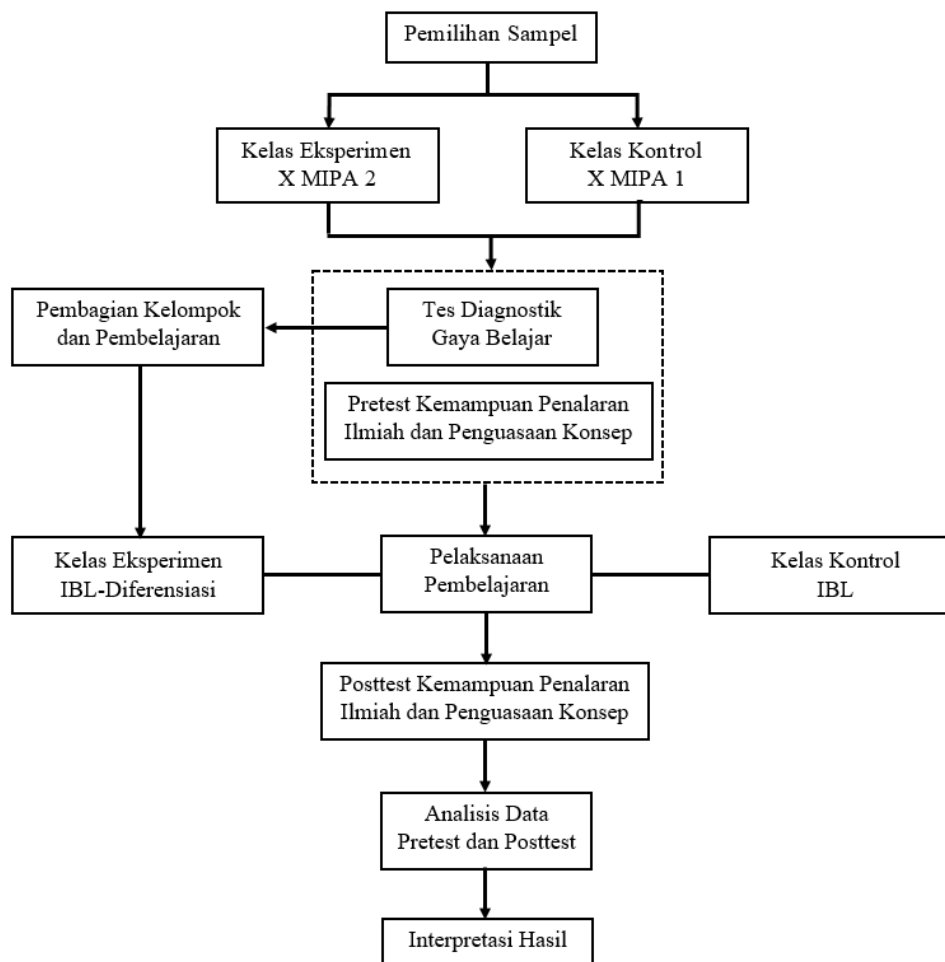 Pemilihan Sampel
Kelas Eksperimen
X MIPA 2
Kelas Kontrol
X MIPA 1
Pembagian Kelompok
dan Pembelajaran
Tes Diagnostik
Gaya Belajar
Pretest Kemampuan Penalaran
Ilmiah dan Penguasaan Konsep
Kelas Eksperimen
IBL-Diferensiasi
Pelaksanaan
Pembelajaran
Kelas Kontrol
IBL
Posttest Kemampuan Penalaran
Ilmiah dan Penguasaan Konsep
Analisis Data
Pretest dan Posttest
Interpretasi Hasil